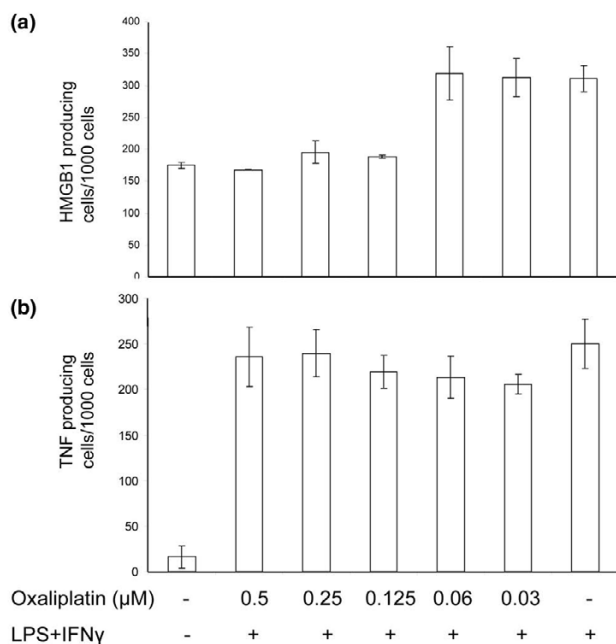 (a)
HMGB1 producing
cells/1000 cells
400
350
300
250
200
150
100
50
0
(b)
TNF producing
cells/1000 cells
300
250
200
150
100
50
0
Oxaliplatin (µM) - 0.5 0.25 0.125 0.06 0.03 -
LPS+IFNγ - + + + + + +